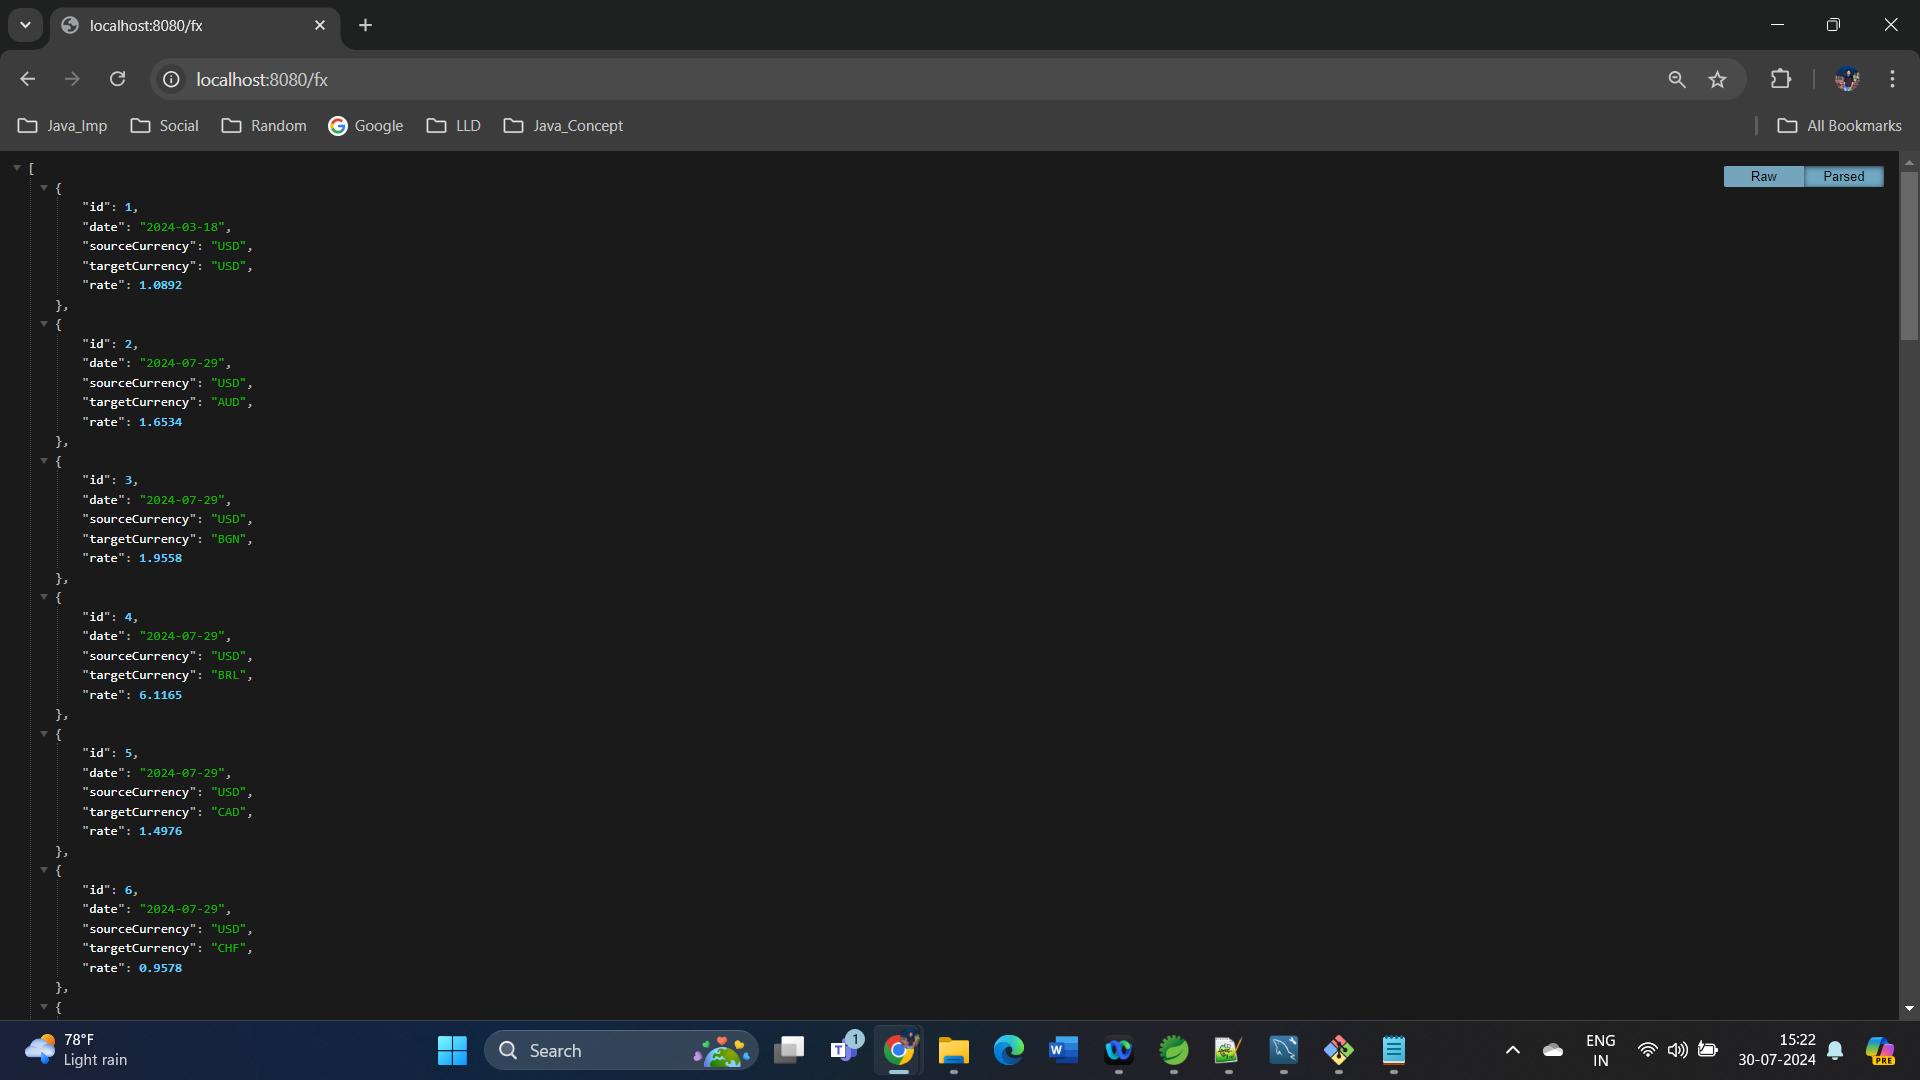 localhost:8080/fx
localhost:8080/fx
Java_Imp Social Random Google LLD Java_Concept All Bookmarks
Raw Parsed
[
{
"id": 1,
"date": "2024-03-18",
"sourceCurrency": "USD",
"targetCurrency": "USD",
"rate": 1.0892
},
{
"id": 2,
"date": "2024-07-29",
"sourceCurrency": "USD",
"targetCurrency": "AUD",
"rate": 1.6534
},
{
"id": 3,
"date": "2024-07-29",
"sourceCurrency": "USD",
"targetCurrency": "BGN",
"rate": 1.9558
},
{
"id": 4,
"date": "2024-07-29",
"sourceCurrency": "USD",
"targetCurrency": "BRL",
"rate": 6.1165
},
{
"id": 5,
"date": "2024-07-29",
"sourceCurrency": "USD",
"targetCurrency": "CAD",
"rate": 1.4976
},
{
"id": 6,
"date": "2024-07-29",
"sourceCurrency": "USD",
"targetCurrency": "CHF",
"rate": 0.9578
},
{
78°F
Light rain
Search
T
1
W
ENG
IN
15:22
30-07-2024
PRE